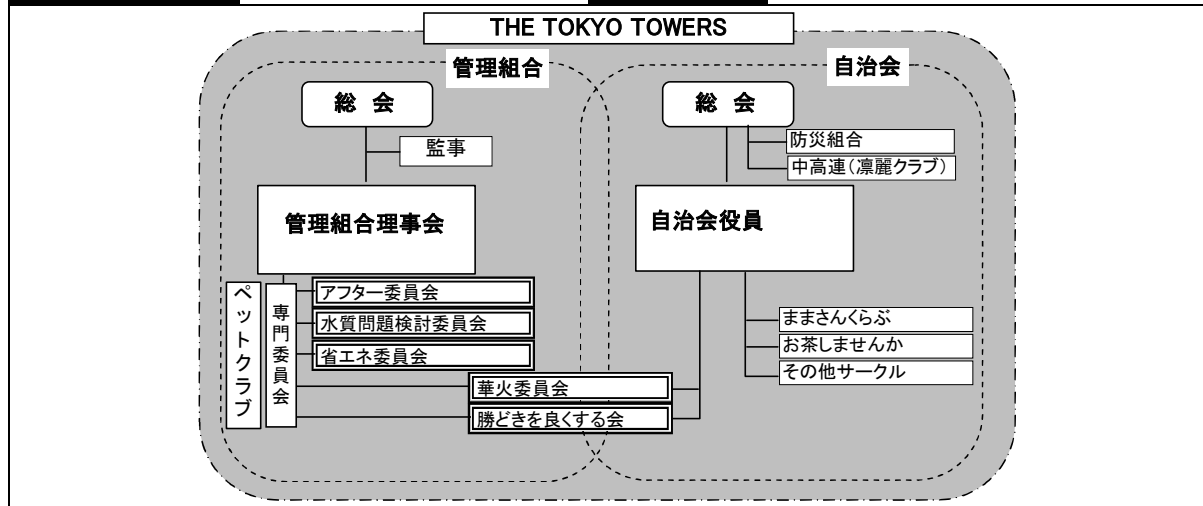 THE TOKYO TOWERS
管理組合
総 会
監事
管理組合理事会
ペットクラブ
専門委員会
アフター委員会
水質問題検討委員会
省エネ委員会
華火委員会
勝どきを良くする会
自治会
総 会
防災組合
中高連(凛麗クラブ)
自治会役員
ままさんくらぶ
お茶しませんか
その他サークル